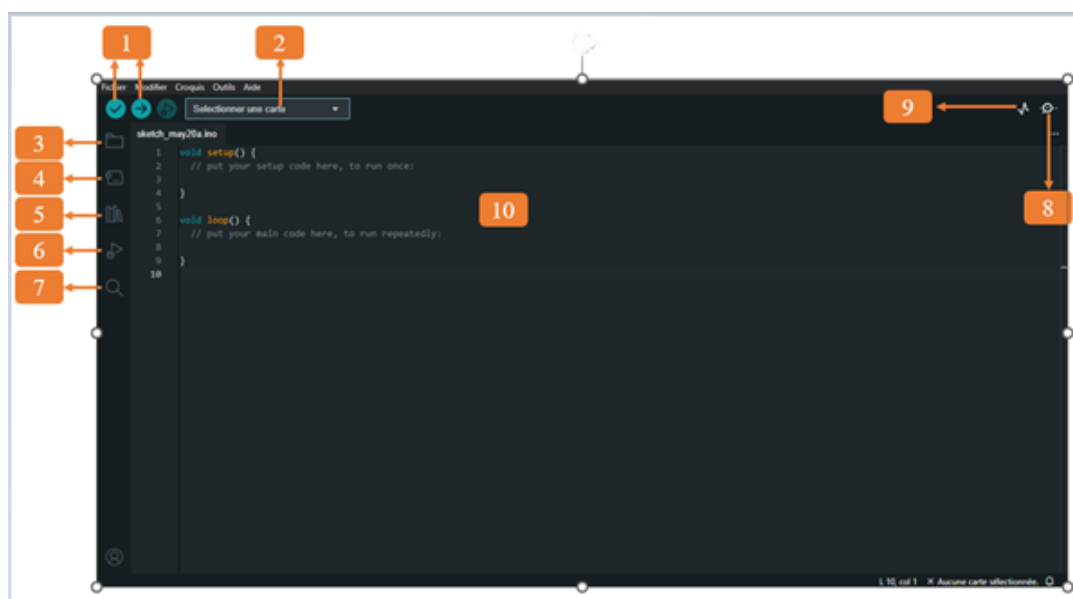 1 2
Fichier Modifier Croquis Outils Aide
Selectionner une carte
9
sketch_may20a.ino
...
3
4
5
6
7
8
10
1 void setup() {
2 // put your setup code here, to run once:
3
4 }
5
6 void loop() {
7 // put your main code here, to run repeatedly:
8
9 }
10
L 10, col 1 × Aucune carte sélectionnée.